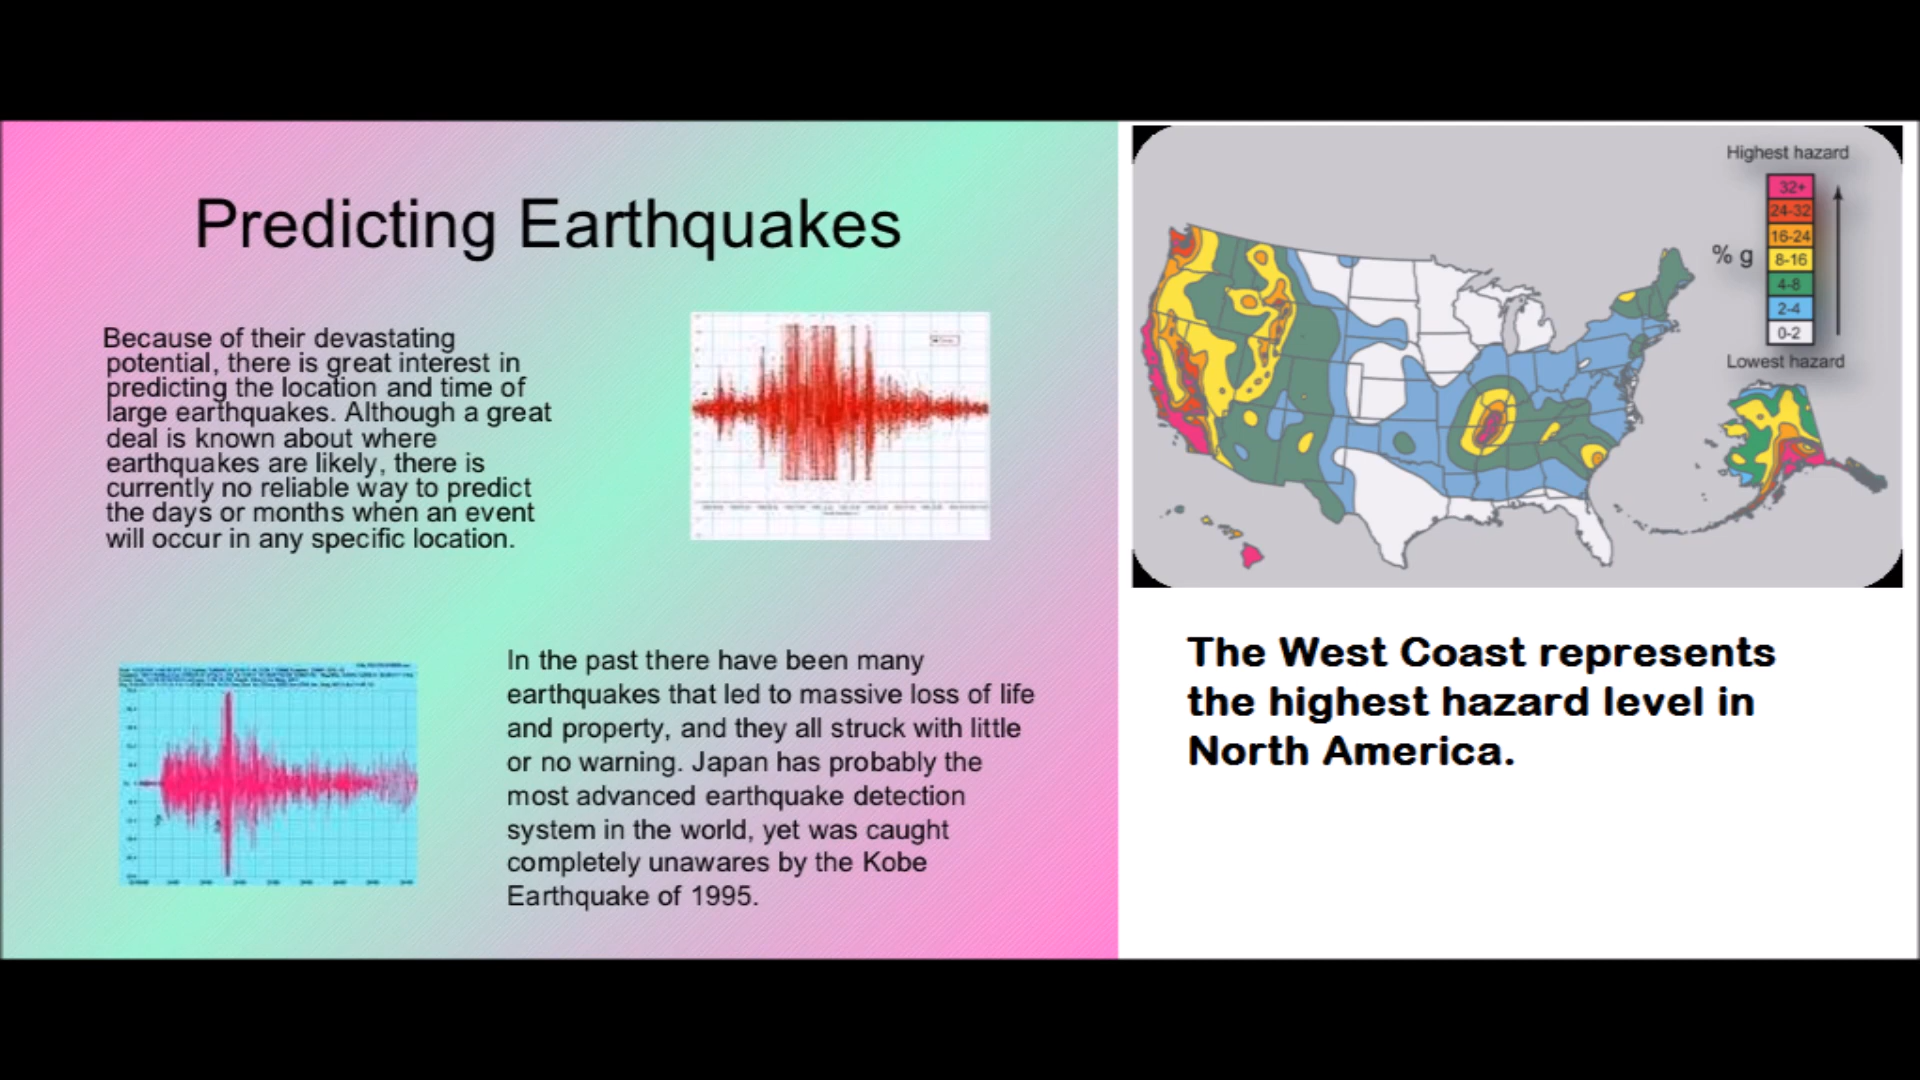 Predicting Earthquakes
Because of their devastating
potential, there is great interest in
predicting the location and time of
large earthquakes. Although a great
deal is known about where
earthquakes are likely, there is
currently no reliable way to predict
the days or months when an event
will occur in any specific location.
In the past there have been many
earthquakes that led to massive loss of life
and property, and they all struck with little
or no warning. Japan has probably the
most advanced earthquake detection
system in the world, yet was caught
completely unawares by the Kobe
Earthquake of 1995.
Highest hazard
32+
24-32
16-24
% g
8-16
4-8
2-4
0-2
Lowest hazard
The West Coast represents
the highest hazard level in
North America.